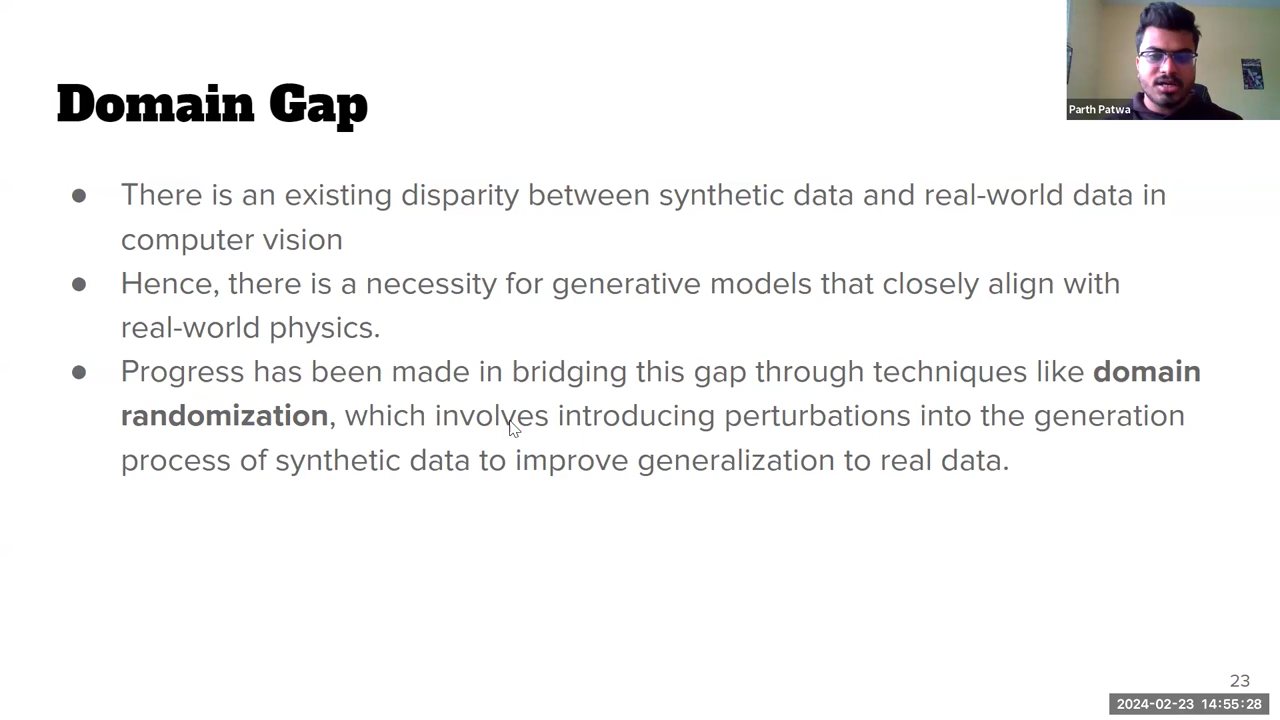 Domain Gap
Parth Patwa
● There is an existing disparity between synthetic data and real-world data in
computer vision
● Hence, there is a necessity for generative models that closely align with
real-world physics.
● Progress has been made in bridging this gap through techniques like domain
randomization, which involves introducing perturbations into the generation
process of synthetic data to improve generalization to real data.
23
2024-02-23 14:55:28